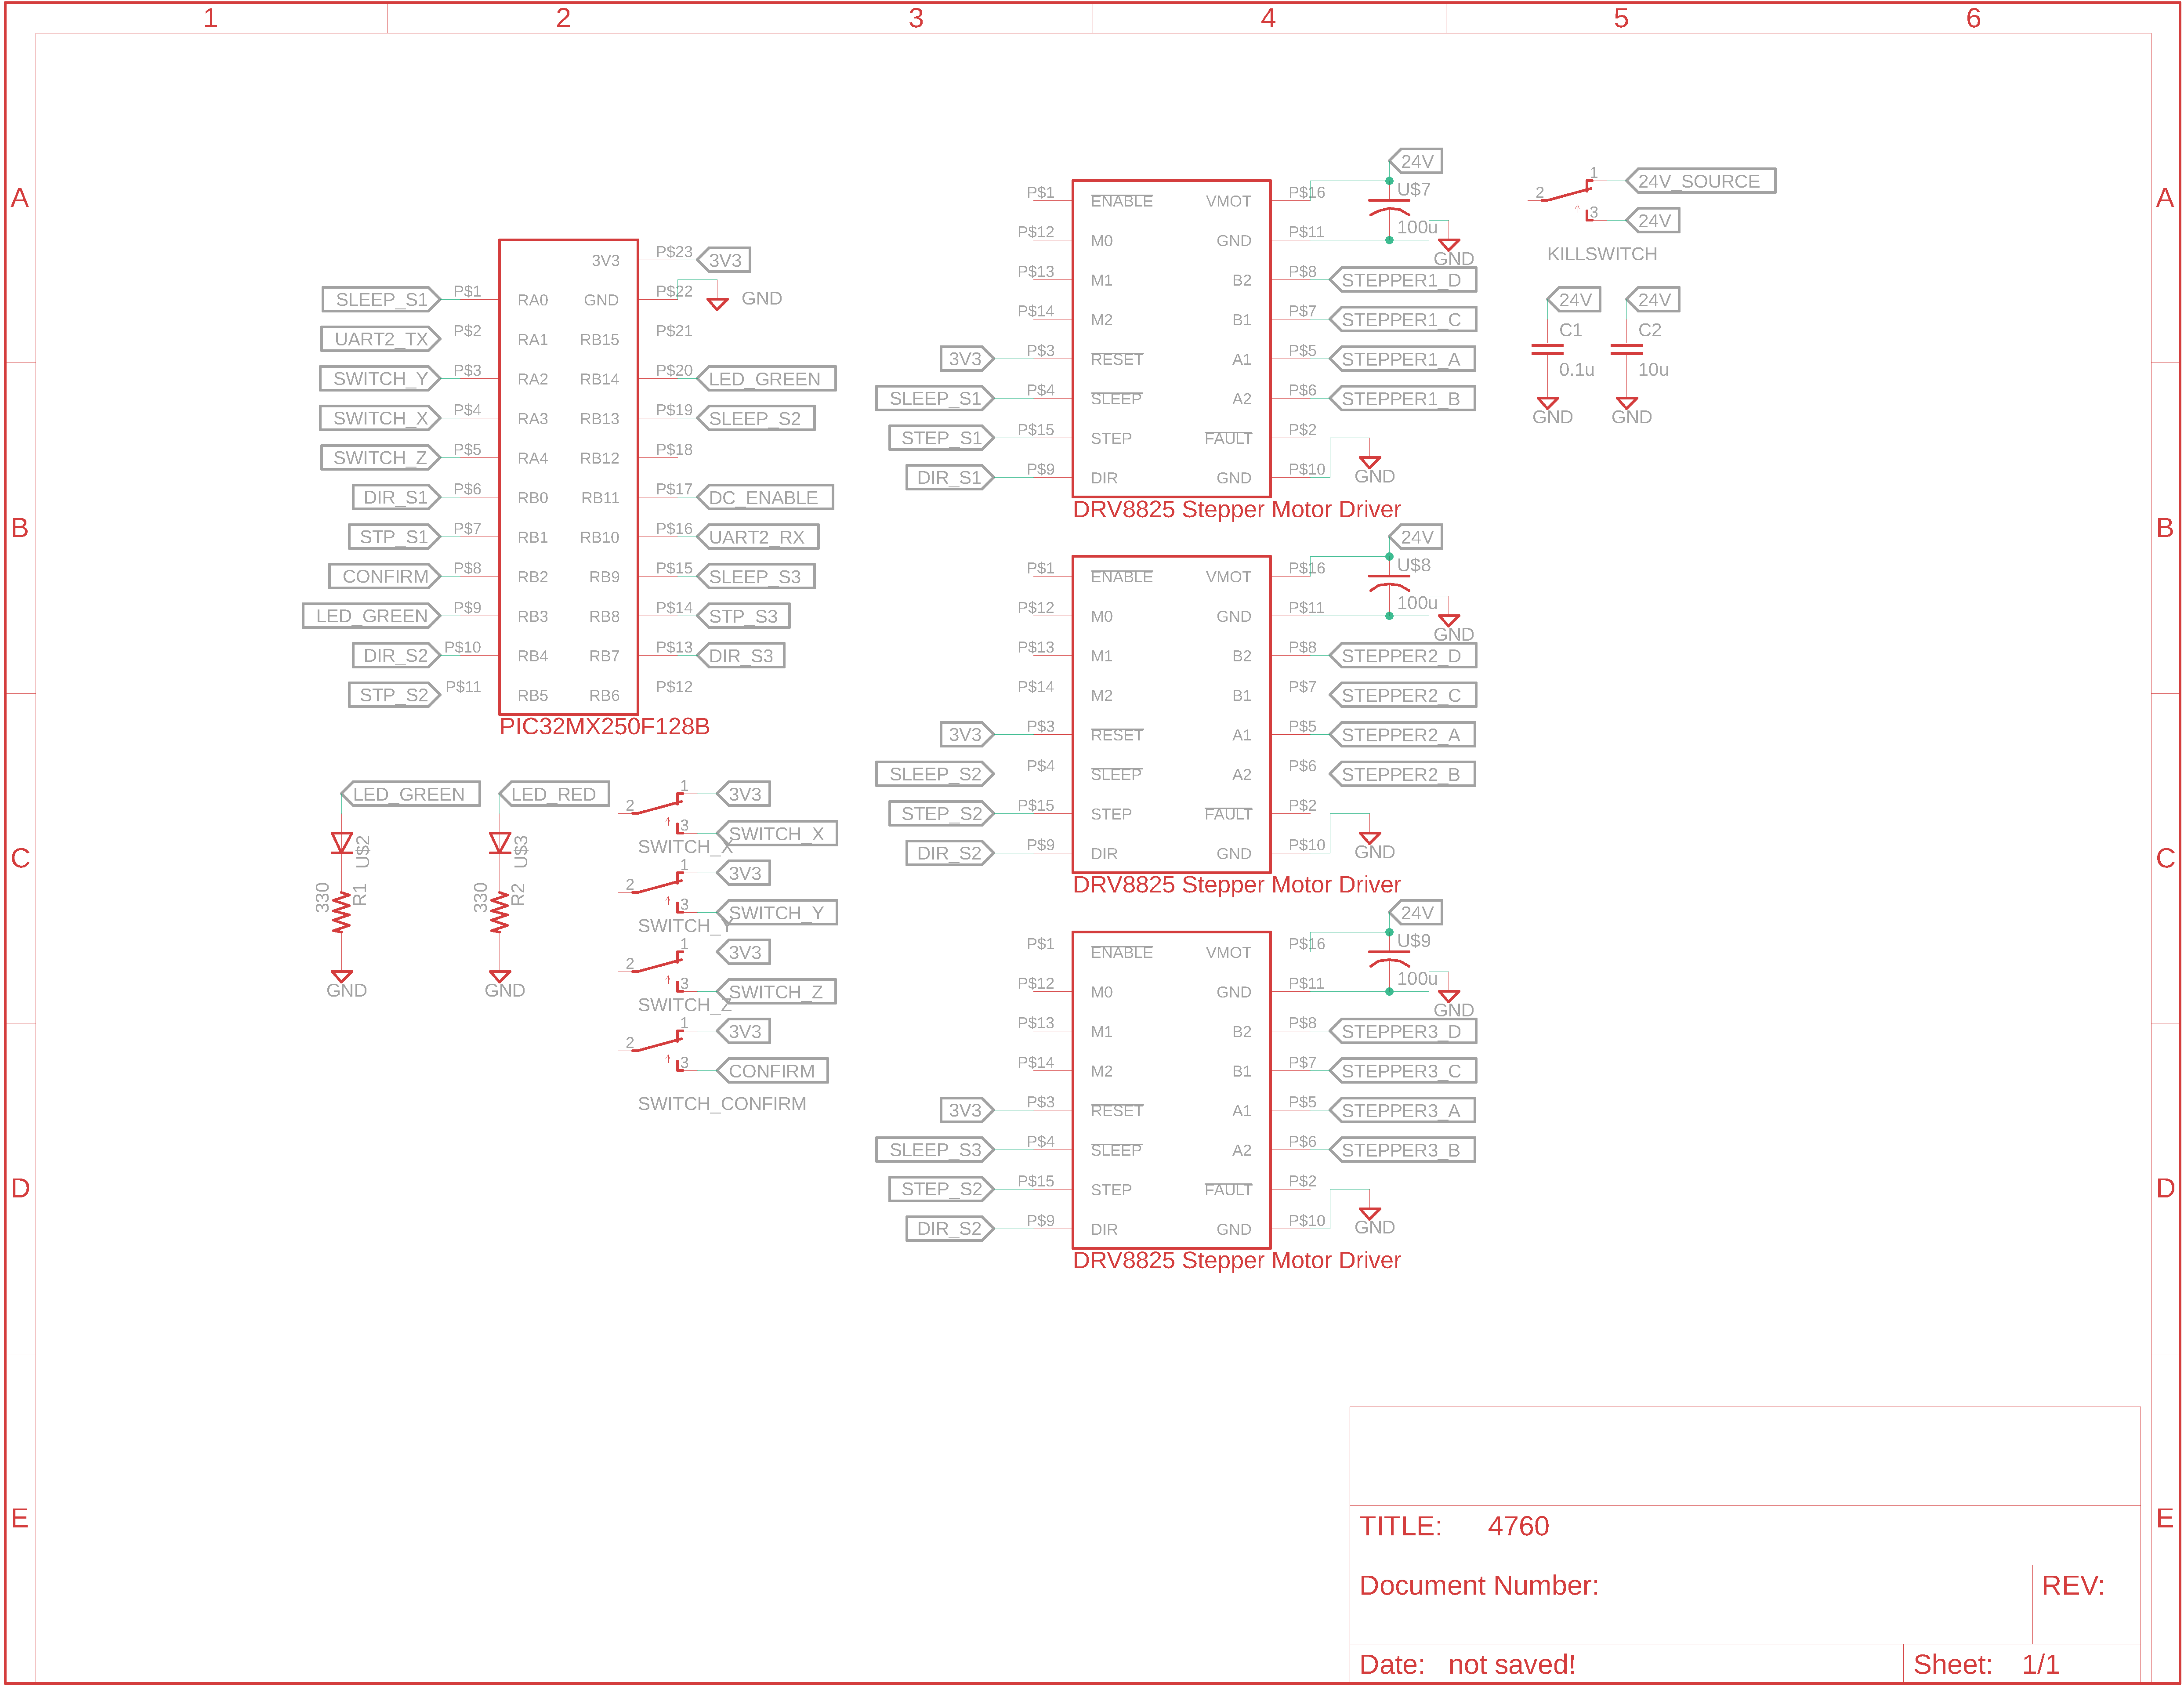 1 2 3 4 5 6
A A
B B
C C
D D
E E
3V3 P$23 3V3
SLEEP_S1 P$1 RA0 GND P$22 GND
UART2_TX P$2 RA1 RB15 P$21
SWITCH_Y P$3 RA2 RB14 P$20 LED_GREEN
SWITCH_X P$4 RA3 RB13 P$19 SLEEP_S2
SWITCH_Z P$5 RA4 RB12 P$18
DIR_S1 P$6 RB0 RB11 P$17 DC_ENABLE
STP_S1 P$7 RB1 RB10 P$16 UART2_RX
CONFIRM P$8 RB2 RB9 P$15 SLEEP_S3
LED_GREEN P$9 RB3 RB8 P$14 STP_S3
DIR_S2 P$10 RB4 RB7 P$13 DIR_S3
STP_S2 P$11 RB5 RB6 P$12
PIC32MX250F128B
LED_GREEN
U$2
330 R1
GND
LED_RED
U$3
330 R2
GND
1 3V3
2
3 SWITCH_X
SWITCH_X
1 3V3
2
3 SWITCH_Y
SWITCH_Y
1 3V3
2
3 SWITCH_Z
SWITCH_Z
1 3V3
2
3 CONFIRM
SWITCH_CONFIRM
24V
P$1 ENABLE VMOT P$16 U$7
P$12 M0 GND P$11 100u
GND
P$13 M1 B2 P$8 STEPPER1_D
P$14 M2 B1 P$7 STEPPER1_C
3V3 P$3 RESET A1 P$5 STEPPER1_A
SLEEP_S1 P$4 SLEEP A2 P$6 STEPPER1_B
STEP_S1 P$15 STEP FAULT P$2
DIR_S1 P$9 DIR GND P$10 GND
DRV8825 Stepper Motor Driver
24V
P$1 ENABLE VMOT P$16 U$8
P$12 M0 GND P$11 100u
GND
P$13 M1 B2 P$8 STEPPER2_D
P$14 M2 B1 P$7 STEPPER2_C
3V3 P$3 RESET A1 P$5 STEPPER2_A
SLEEP_S2 P$4 SLEEP A2 P$6 STEPPER2_B
STEP_S2 P$15 STEP FAULT P$2
DIR_S2 P$9 DIR GND P$10 GND
DRV8825 Stepper Motor Driver
24V
P$1 ENABLE VMOT P$16 U$9
P$12 M0 GND P$11 100u
GND
P$13 M1 B2 P$8 STEPPER3_D
P$14 M2 B1 P$7 STEPPER3_C
3V3 P$3 RESET A1 P$5 STEPPER3_A
SLEEP_S3 P$4 SLEEP A2 P$6 STEPPER3_B
STEP_S2 P$15 STEP FAULT P$2
DIR_S2 P$9 DIR GND P$10 GND
DRV8825 Stepper Motor Driver
1 24V_SOURCE
2
3 24V
KILLSWITCH
24V 24V
C1 C2
0.1u 10u
GND GND
TITLE: 4760
Document Number: REV:
Date: not saved! Sheet: 1/1